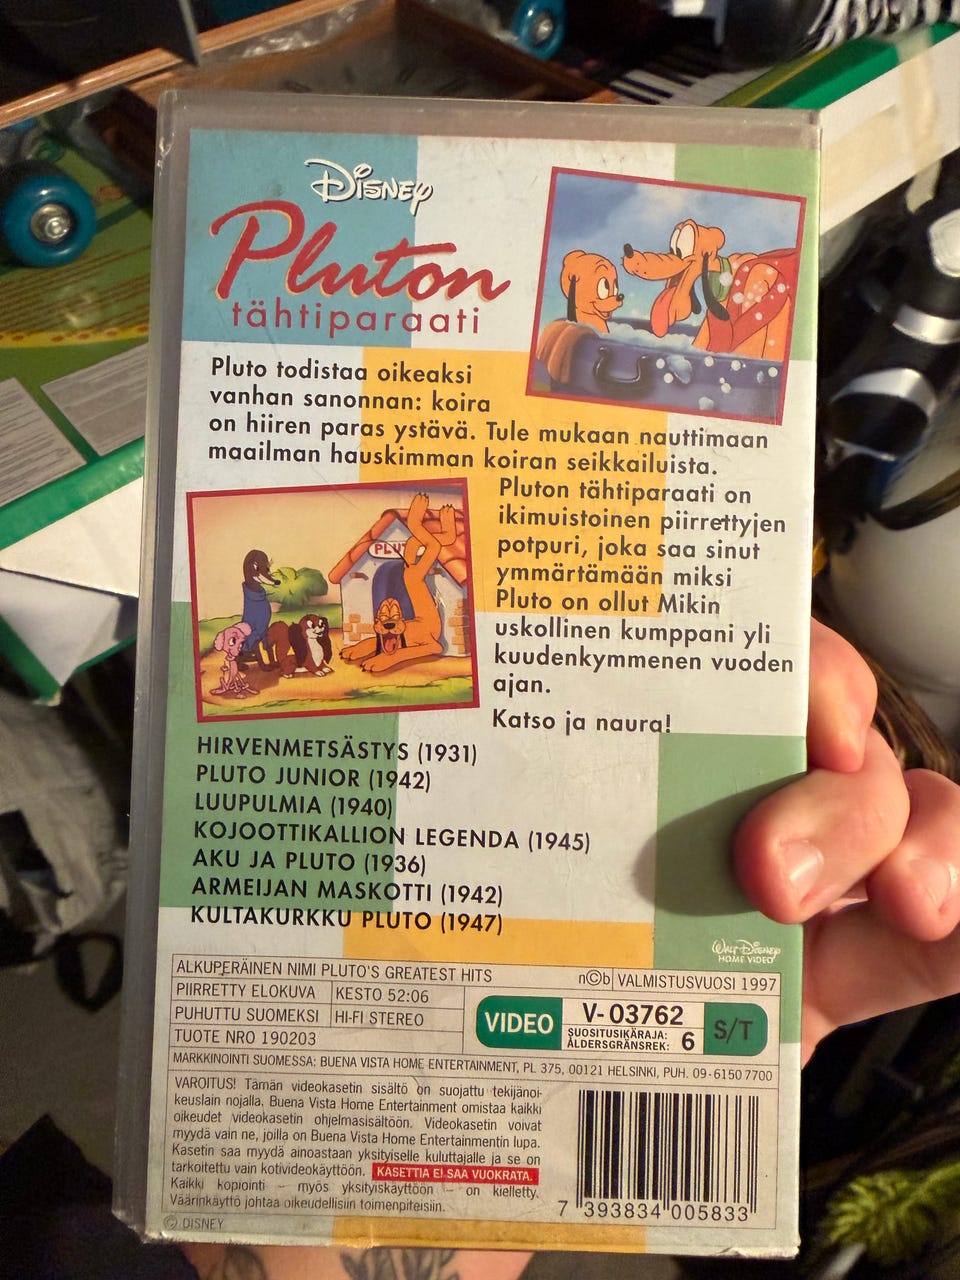 DISNEY
Pluton
tähtiparaati
Pluto todistaa oikeaksi
vanhan sanonnan: koira
on hiiren paras ystävä. Tule mukaan nauttimaan
maailman hauskimman koiran seikkailuista.
Pluton tähtiparaati on
ikimuistoinen piirrettyjen
potpuri, joka saa sinut
ymmärtämään miksi
Pluto on ollut Mikin
uskollinen kumppani yli
kuudenkymmenen vuoden
ajan.
Katso ja naura!
PLUT
HIRVENMETSÄSTYS (1931)
PLUTO JUNIOR (1942)
LUUPULMIA (1940)
KOJOOTTIKALLION LEGENDA (1945)
AKU JA PLUTO (1936)
ARMEIJAN MASKOTTI (1942)
KULTAKURKKU PLUTO (1947)
WALT DISNEY
HOME VIDEO
ALKUPERÄINEN NIMI PLUTO'S GREATEST HITS
n©b VALMISTUSVUOSI 1997
PIIRRETTY ELOKUVA KESTO 52:06
PUHUTTU SUOMEKSI HI-FI STEREO
TUOTE NRO 190203
VIDEO
V- 03762
SUOSITUSIKÄRAJA:
ÅLDERSGRÄNSREK: 6
S/T
MARKKINOINTI SUOMESSA: BUENA VISTA HOME ENTERTAINMENT, PL 375, 00121 HELSINKI, PUH. 09-6150 7700
VAROITUS! Tämän videokasetin sisältö on suojattu tekijänoi-
keuslain nojalla. Buena Vista Home Entertainment omistaa kaikki
oikeudet videokasetin ohjelmasisältöön. Videokasetin voivat
myydä vain ne, joilla on Buena Vista Home Entertainmentin lupa.
Kasetin saa myydä ainoastaan yksityiselle kuluttajalle ja se on
tarkoitettu vain kotivideokäyttöön. KASETTIA EI SAA VUOKRATA.
Kaikki kopiointi – myös yksityiskäyttöön – on kielletty.
Väärinkäyttö johtaa oikeudellisiin toimenpiteisiin.
7 393834 005833
© DISNEY